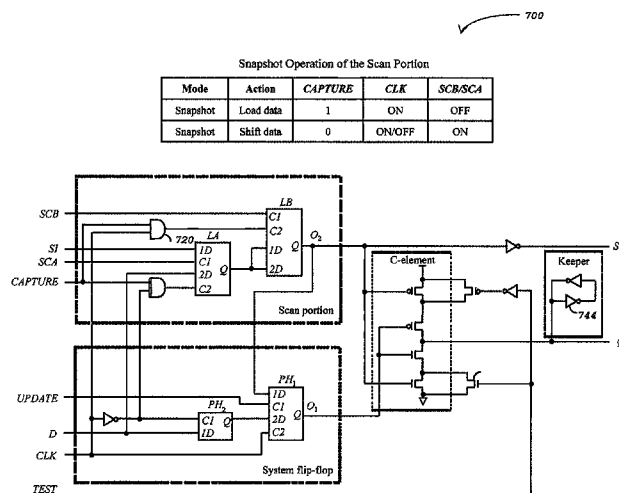 700
Snapshot Operation of the Scan Portion
Mode Action CAPTURE CLK SCB/SCA
Snapshot Load data 1 ON OFF
Snapshot Shift data 0 ON/OFF ON
LB
SCB
C1
C2
720
LA
O2
SI
1D
1D
Q
SCA
C1
Q
2D
2D
CAPTURE
C2
C-element
Keeper
744
Scan portion
PH1
1D
UPDATE
C1
O1
PH2
Q
2D
C1
Q
D
1D
C2
CLK
System flip-flop
TEST